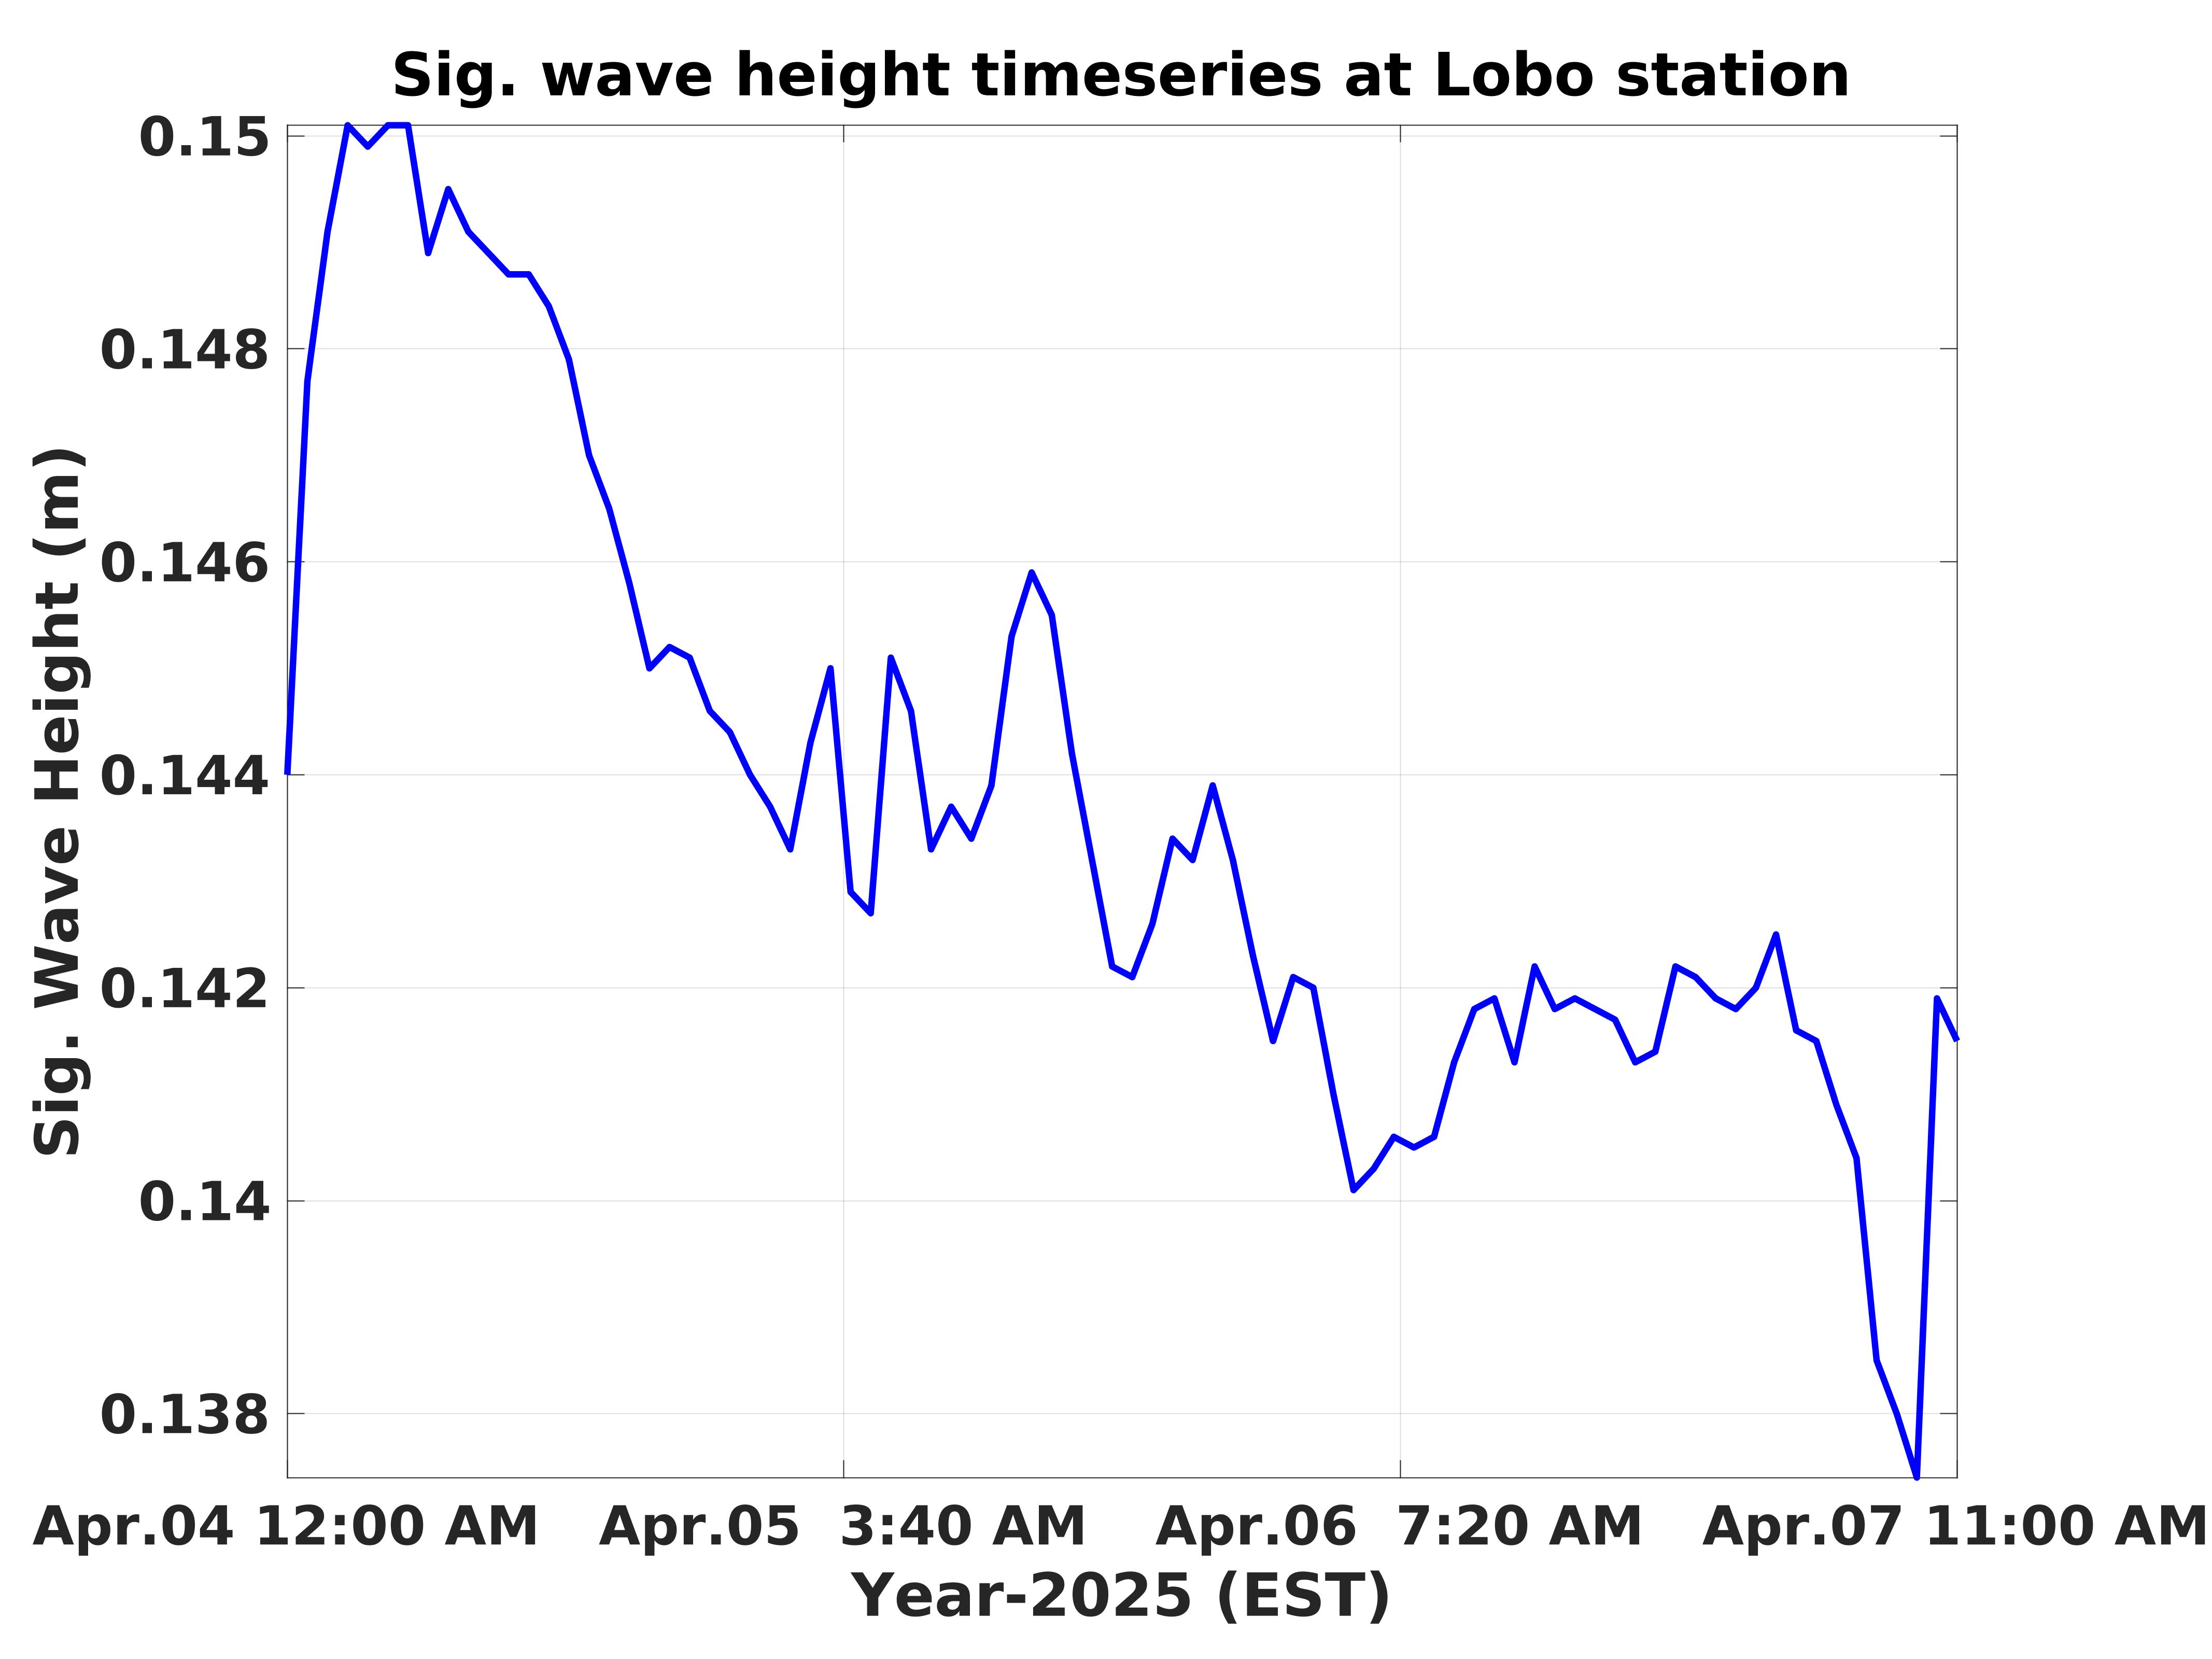 Sig. wave height timeseries at Lobo station
0.15
0.148
0.146
0.144
0.142
0.14
0.138
Sig. Wave Height (m)
Apr.04 12:00 AM
Apr.05  3:40 AM
Apr.06  7:20 AM
Apr.07 11:00 AM
Year-2025 (EST)